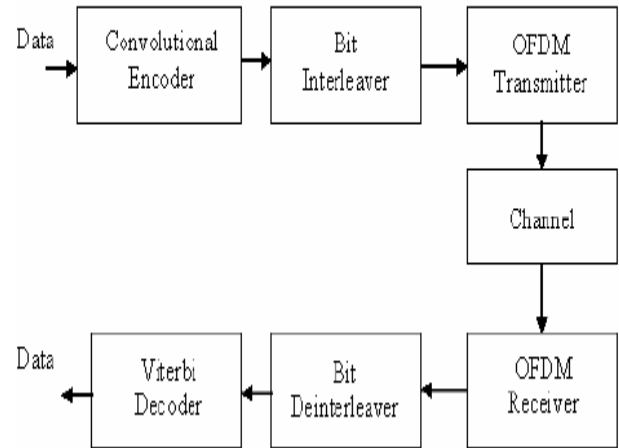 Data
Convolutional
Encoder
Bit
Interleaver
OFDM
Transmitter
Channel
Data
Viterbi
Decoder
Bit
Deinterleaver
OFDM
Receiver